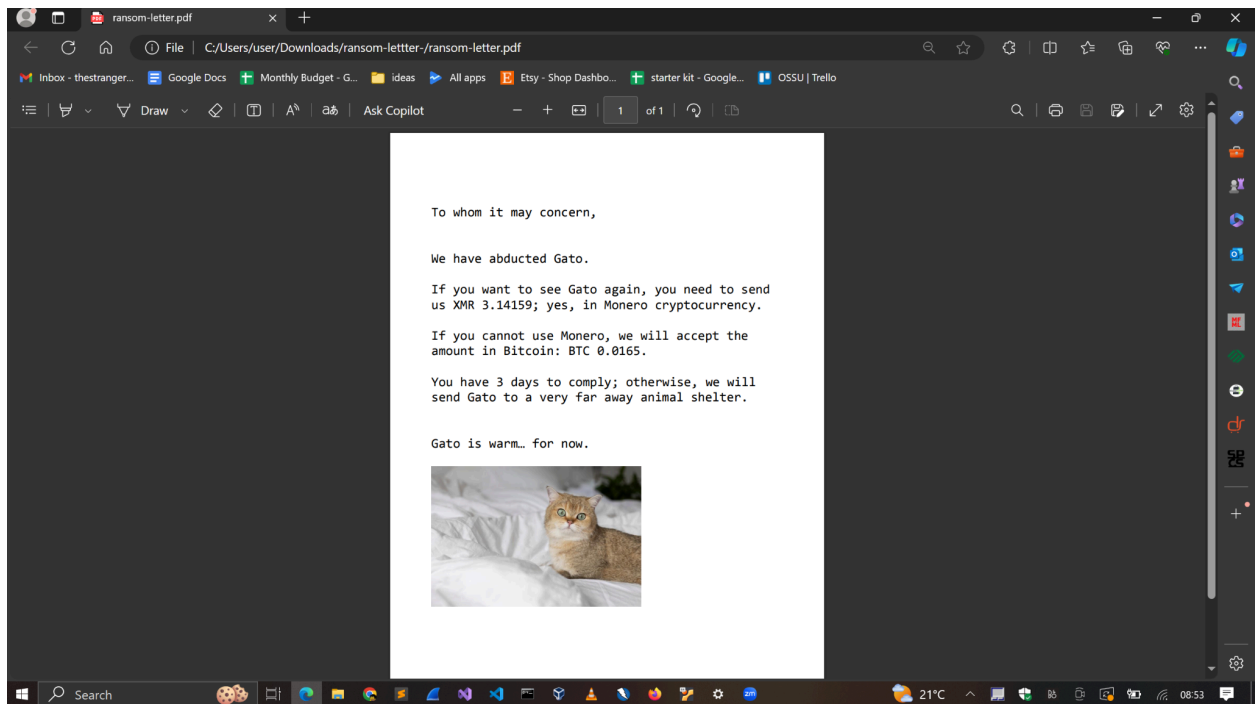 ransom-letter.pdf
File | C:/Users/user/Downloads/ransom-lettter-/ransom-letter.pdf
Inbox - thestranger... Google Docs Monthly Budget - G... ideas All apps Etsy - Shop Dashbo... starter kit - Google... OSSU | Trello
Draw Ask Copilot 1 of 1
To whom it may concern,
We have abducted Gato.
If you want to see Gato again, you need to send
us XMR 3.14159; yes, in Monero cryptocurrency.
If you cannot use Monero, we will accept the
amount in Bitcoin: BTC 0.0165.
You have 3 days to comply; otherwise, we will
send Gato to a very far away animal shelter.
Gato is warm… for now.
Search 21°C 08:53